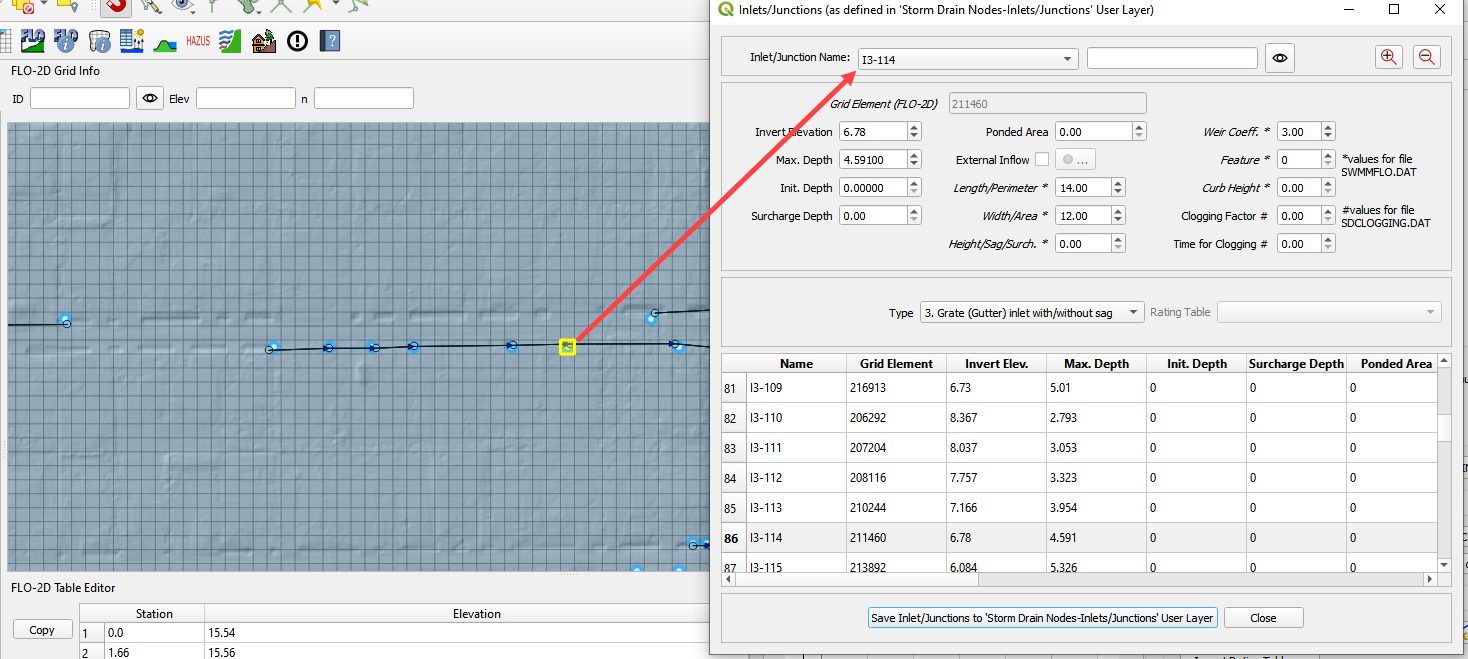 Inlets/Junctions (as defined in 'Storm Drain Nodes-Inlets/Junctions' User Layer)
FLO
HAZUS
FLO-2D Grid Info
ID
Elev
n
Inlet/Junction Name:
I3-114
Grid Element (FLO-2D)
211460
Invert Elevation
6.78
Ponded Area
0.00
Weir Coeff. *
3.00
Max. Depth
4.59100
External Inflow
...
Feature *
0
*values for file
SWMMFLO.DAT
Init. Depth
0.00000
Length/Perimeter *
14.00
Curb Height *
0.00
Surcharge Depth
0.00
Width/Area *
12.00
Clogging Factor #
0.00
#values for file
SDCLOGGING.DAT
Height/Sag/Surch. *
0.00
Time for Clogging #
0.00
Type
3. Grate (Gutter) inlet with/without sag
Rating Table
Name Grid Element Invert Elev. Max. Depth Init. Depth Surcharge Depth Ponded Area
81 I3-109 216913 6.73 5.01 0 0 0
82 I3-110 206292 8.367 2.793 0 0 0
83 I3-111 207204 8.037 3.053 0 0 0
84 I3-112 208116 7.757 3.323 0 0 0
85 I3-113 210244 7.166 3.954 0 0 0
86 I3-114 211460 6.78 4.591 0 0 0
87 I3-115 213892 6.084 5.326 0 0 0
Save Inlet/Junctions to 'Storm Drain Nodes-Inlets/Junctions' User Layer
Close
FLO-2D Table Editor
Copy
Station Elevation
1 0.0 15.54
2 1.66 15.56